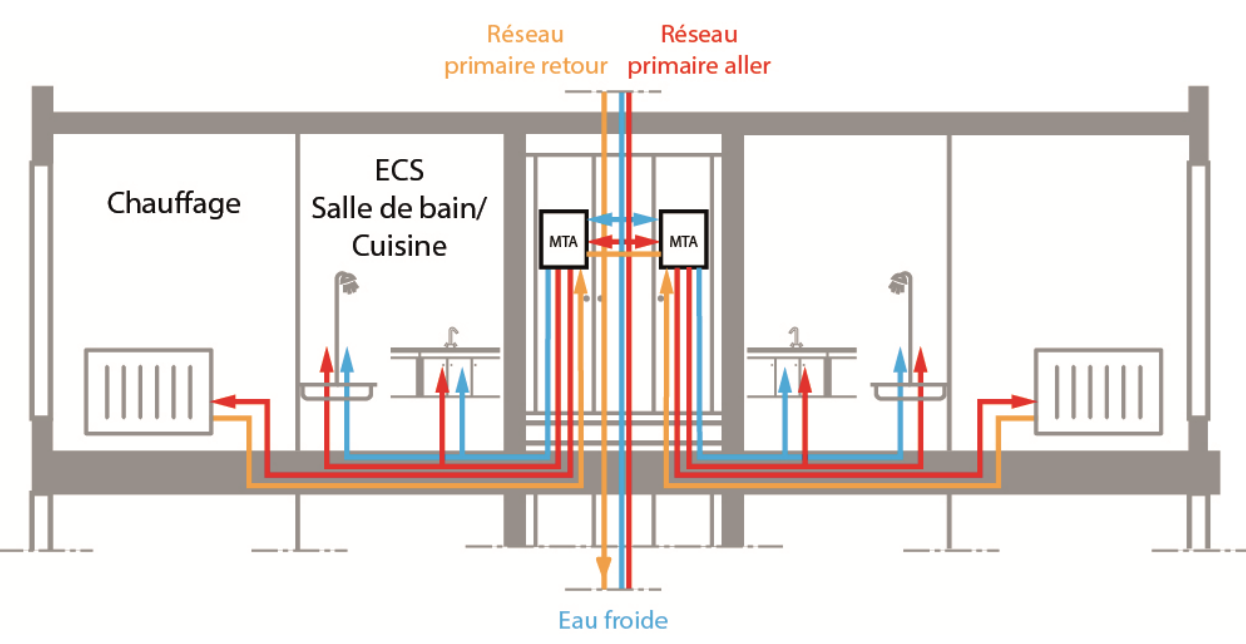 Réseau
primaire retour
Réseau
primaire aller
Chauffage
ECS
Salle de bain/
Cuisine
MTA
MTA
Eau froide